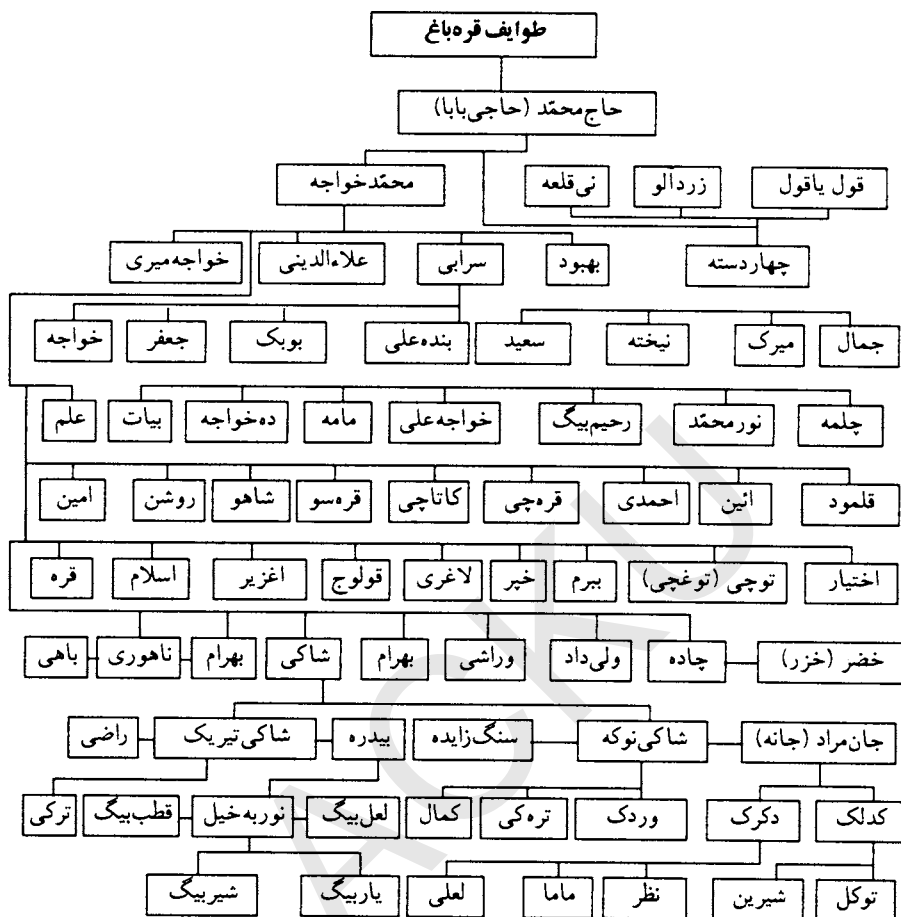 طوایف قره‌باغ
حاج محمّد (حاجی‌بابا)
قول یاقول زردالو نی‌قلعه محمّدخواجه
چهاردسته بهبود سرابی علاءالدینی خواجه‌میری
جمال میرک نیخته سعید بنده‌علی بوبک جعفر خواجه
چلمه نورمحمّد رحیم‌بیگ خواجه‌علی مامه ده‌خواجه بیات علم
قلمود ائین احمدی قره‌چی کاتاچی قره‌سو شاهو روشن امین
اختیار توچی (توغچی) ببرم خپر لاغری قولوج اغزیر اسلام قره
خضر (خزر) چاده ولی‌داد وراشی بهرام شاکی بهرام ناهوری باهی
جان‌مراد (جانه) شاکی‌نوکه سنگ‌زایده بیدره شاکی‌تیریک راضی
کدلک دکرک وردک تره‌کی کمال لعل‌بیگ نوربه‌خیل قطب‌بیگ ترکی
توکل شیرین نظر ماما لعلی یاربیگ شیربیگ
ACKU